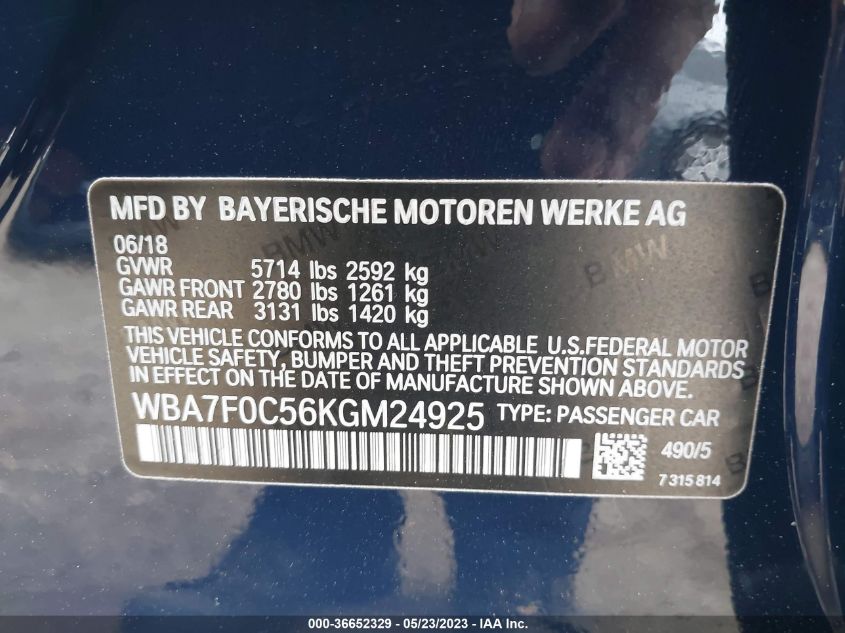 MFD BY BAYERISCHE MOTOREN WERKE AG
06/18
GVWR 5714 lbs 2592 kg
GAWR FRONT 2780 lbs 1261 kg
GAWR REAR 3131 lbs 1420 kg
THIS VEHICLE CONFORMS TO ALL APPLICABLE U.S.FEDERAL MOTOR
VEHICLE SAFETY, BUMPER AND THEFT PREVENTION STANDARDS
IN EFFECT ON THE DATE OF MANUFACTURE SHOWN ABOVE.
WBA7F0C56KGM24925 TYPE: PASSENGER CAR
490/5
7 315 814
BMW
BMW
BMW
000-36652329 — 05/23/2023 - IAA Inc.